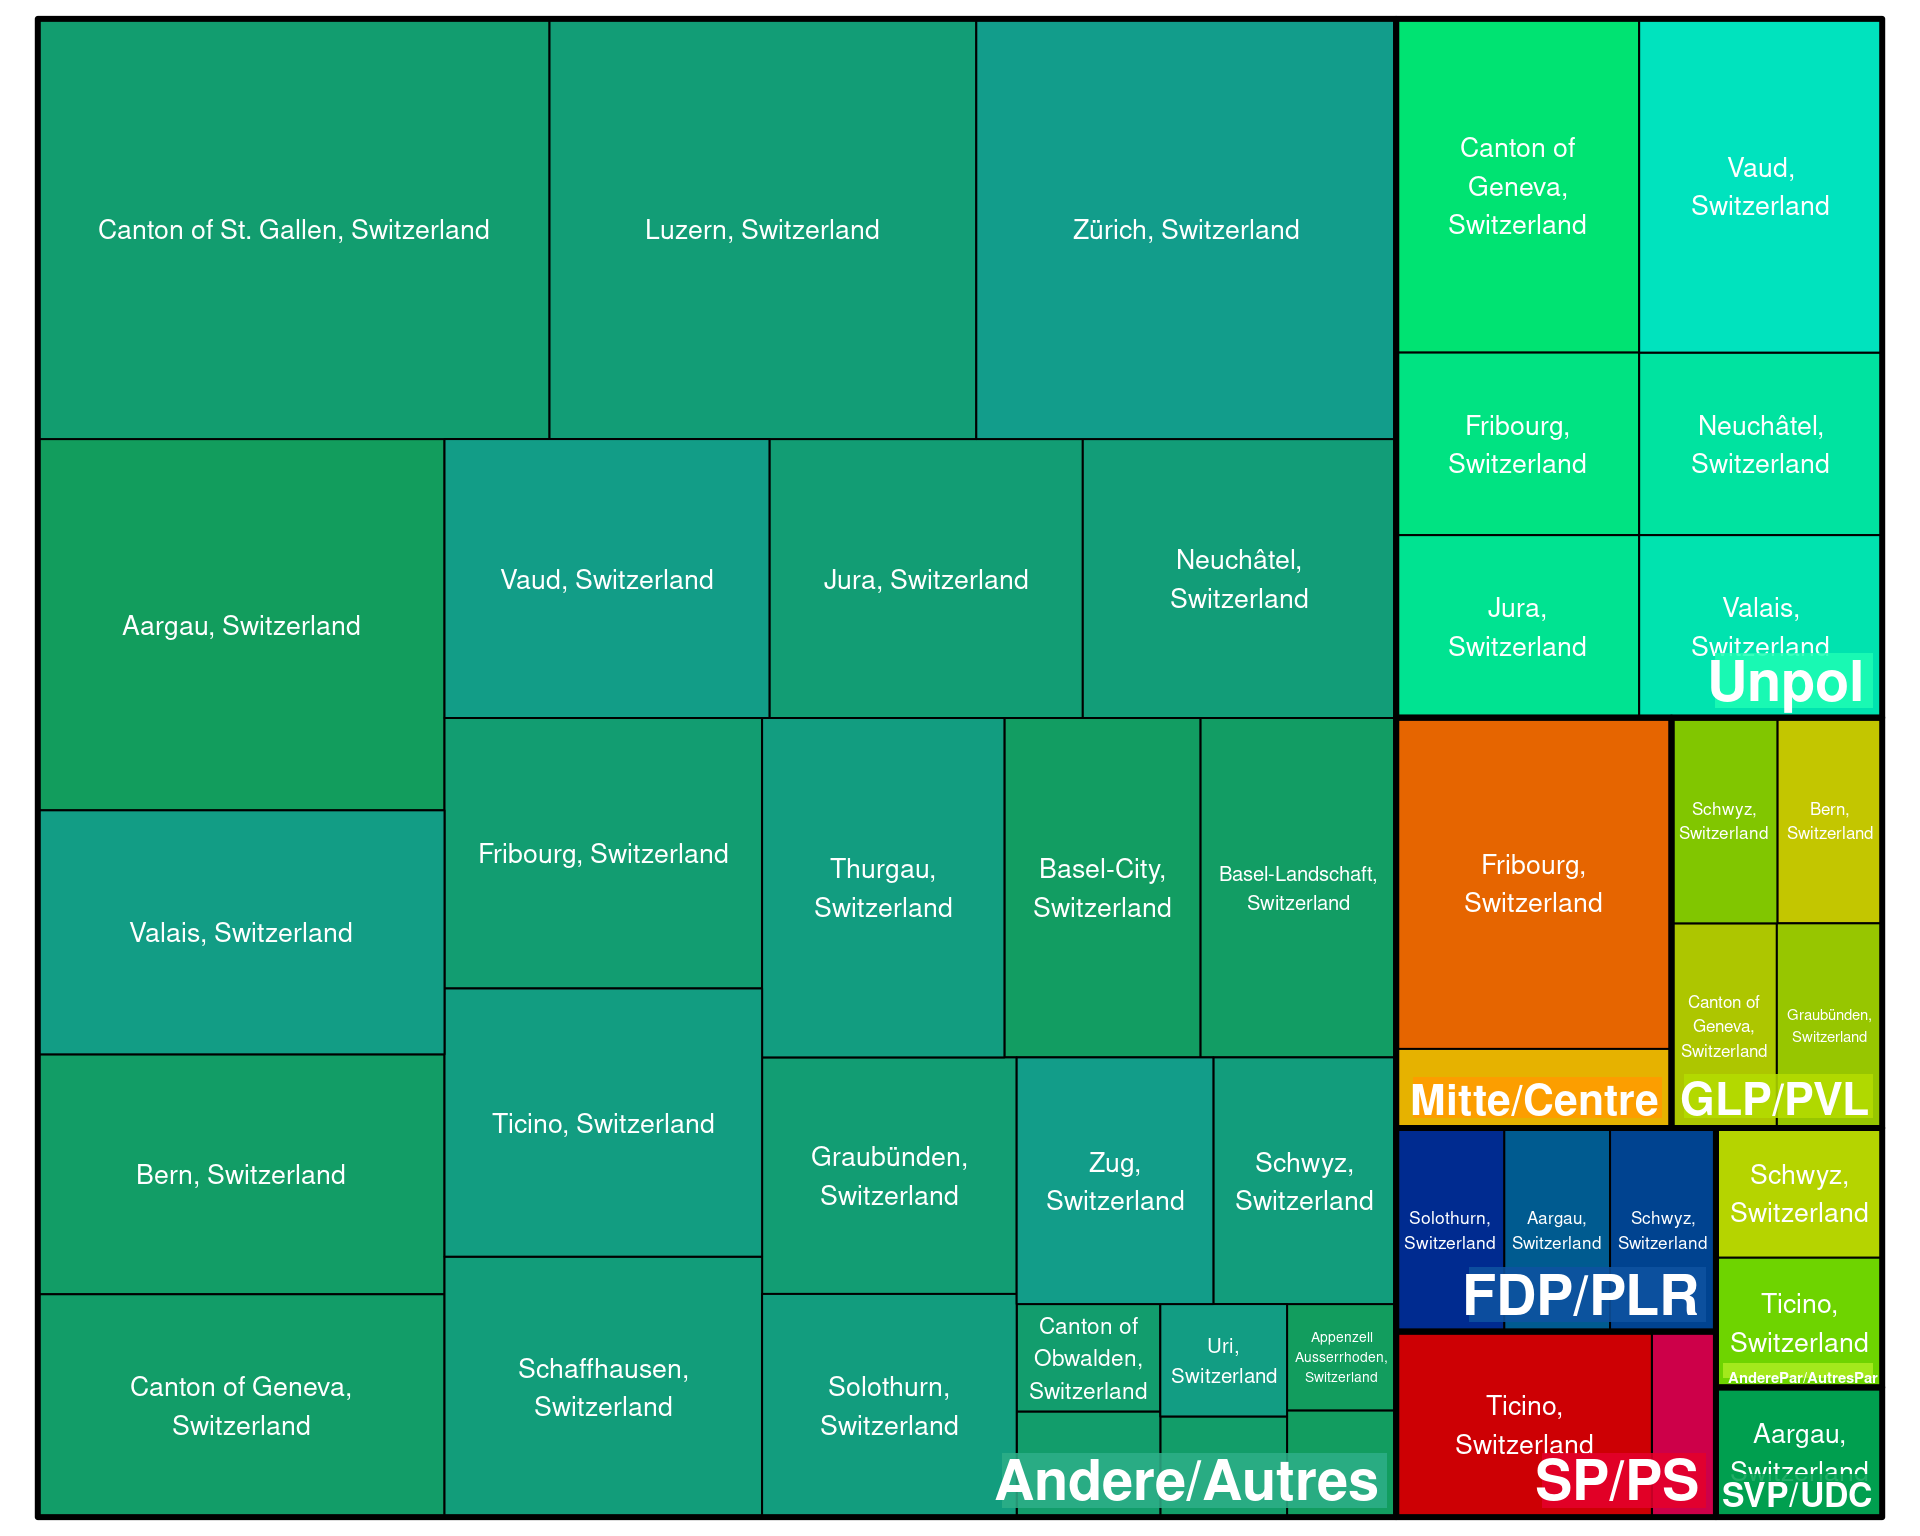 Canton of St. Gallen, Switzerland
Luzern, Switzerland
Zürich, Switzerland
Aargau, Switzerland
Vaud, Switzerland
Jura, Switzerland
Neuchâtel,
Switzerland
Valais, Switzerland
Fribourg, Switzerland
Thurgau,
Switzerland
Basel-City,
Switzerland
Basel-Landschaft,
Switzerland
Bern, Switzerland
Ticino, Switzerland
Graubünden,
Switzerland
Zug,
Switzerland
Schwyz,
Switzerland
Canton of Geneva,
Switzerland
Schaffhausen,
Switzerland
Solothurn,
Switzerland
Canton of
Obwalden,
Switzerland
Uri,
Switzerland
Appenzell
Ausserrhoden,
Switzerland
Andere/Autres
Canton of
Geneva,
Switzerland
Vaud,
Switzerland
Fribourg,
Switzerland
Neuchâtel,
Switzerland
Jura,
Switzerland
Valais,
Switzerland
Unpol
Fribourg,
Switzerland
Mitte/Centre
Schwyz,
Switzerland
Bern,
Switzerland
Canton of
Geneva,
Switzerland
Graubünden,
Switzerland
GLP/PVL
Solothurn,
Switzerland
Aargau,
Switzerland
Schwyz,
Switzerland
FDP/PLR
Schwyz,
Switzerland
Ticino,
Switzerland
AnderePar/AutresPar
Ticino,
Switzerland
SP/PS
Aargau,
Switzerland
SVP/UDC